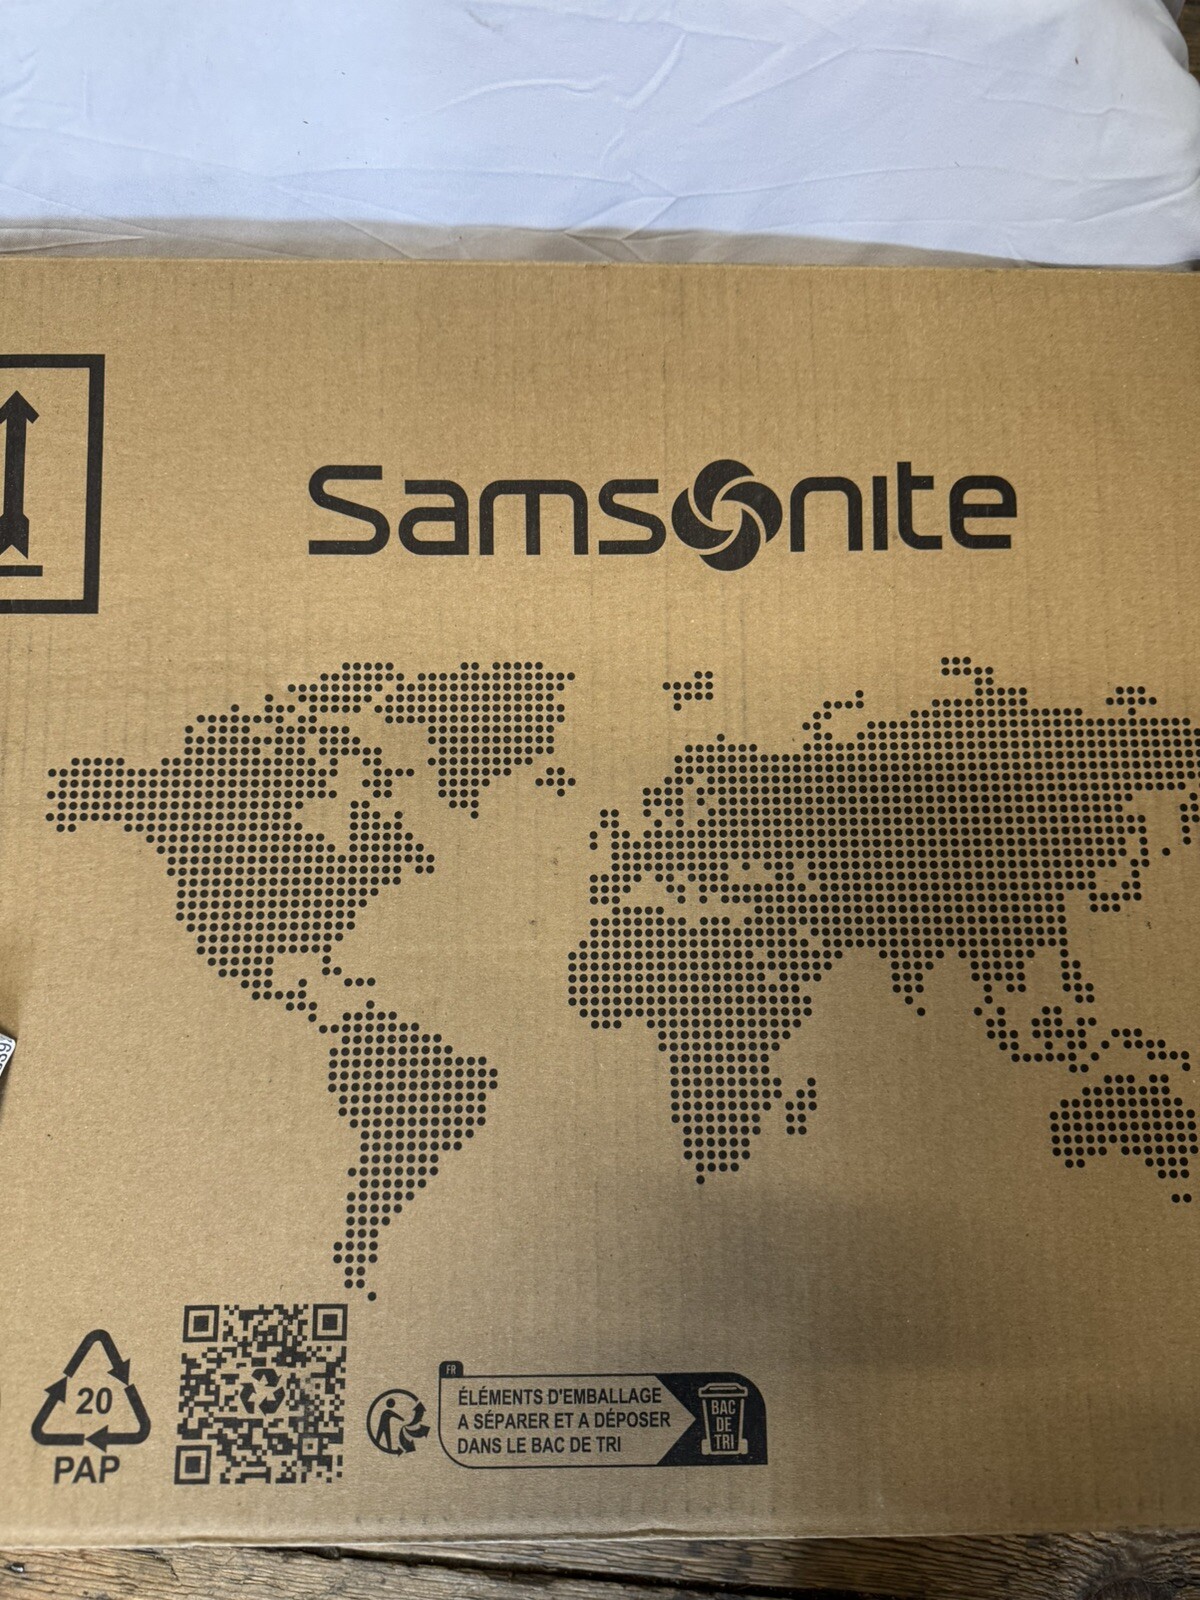 Samsonite
20
PAP
FR
ÉLÉMENTS D'EMBALLAGE
A SÉPARER ET A DÉPOSER
DANS LE BAC DE TRI
BAC
DE
TRI